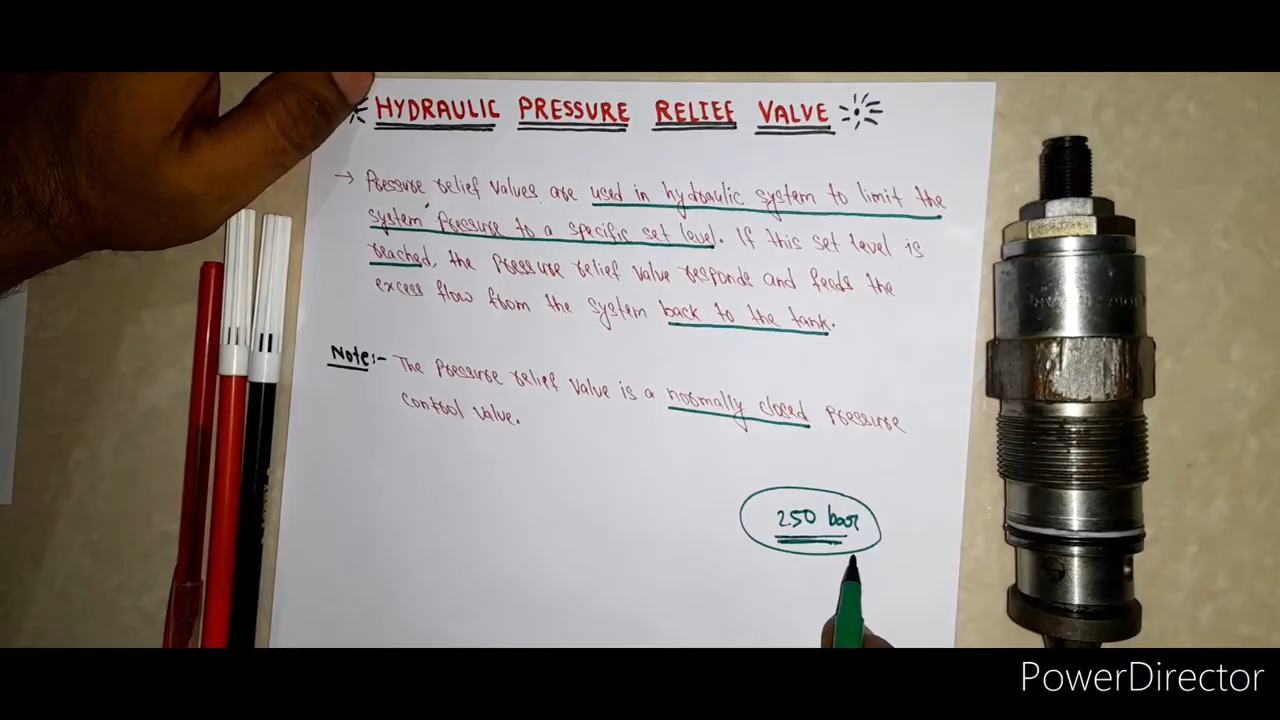 HYDRAULIC PRESSURE RELIEF VALVE
→ Pressure relief valves are used in hydraulic system to limit the
system Pressure to a specific set level. If this set level is
reached, the pressure relief valve responds and feeds the
excess flow from the system back to the tank.
Note:- The Pressure relief valve is a normally closed Pressure
control valve.
250 bar
PowerDirector